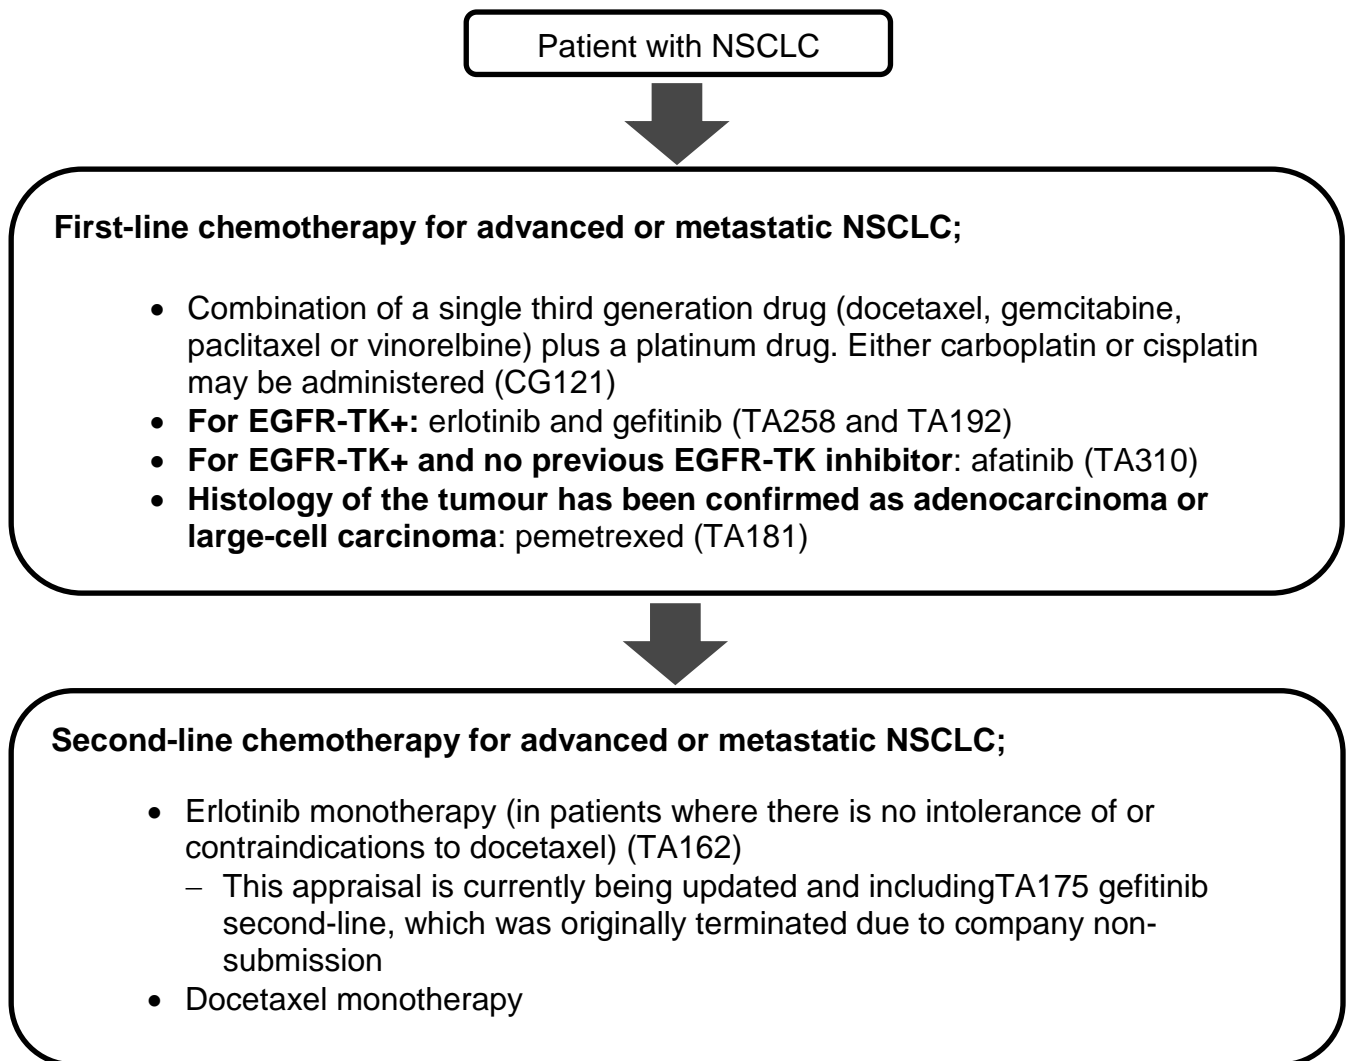 Patient with NSCLC
First-line chemotherapy for advanced or metastatic NSCLC;
• Combination of a single third generation drug (docetaxel, gemcitabine,
paclitaxel or vinorelbine) plus a platinum drug. Either carboplatin or cisplatin
may be administered (CG121)
• For EGFR-TK+: erlotinib and gefitinib (TA258 and TA192)
• For EGFR-TK+ and no previous EGFR-TK inhibitor: afatinib (TA310)
• Histology of the tumour has been confirmed as adenocarcinoma or
large-cell carcinoma: pemetrexed (TA181)
Second-line chemotherapy for advanced or metastatic NSCLC;
• Erlotinib monotherapy (in patients where there is no intolerance of or
contraindications to docetaxel) (TA162)
− This appraisal is currently being updated and includingTA175 gefitinib
second-line, which was originally terminated due to company non-
submission
• Docetaxel monotherapy